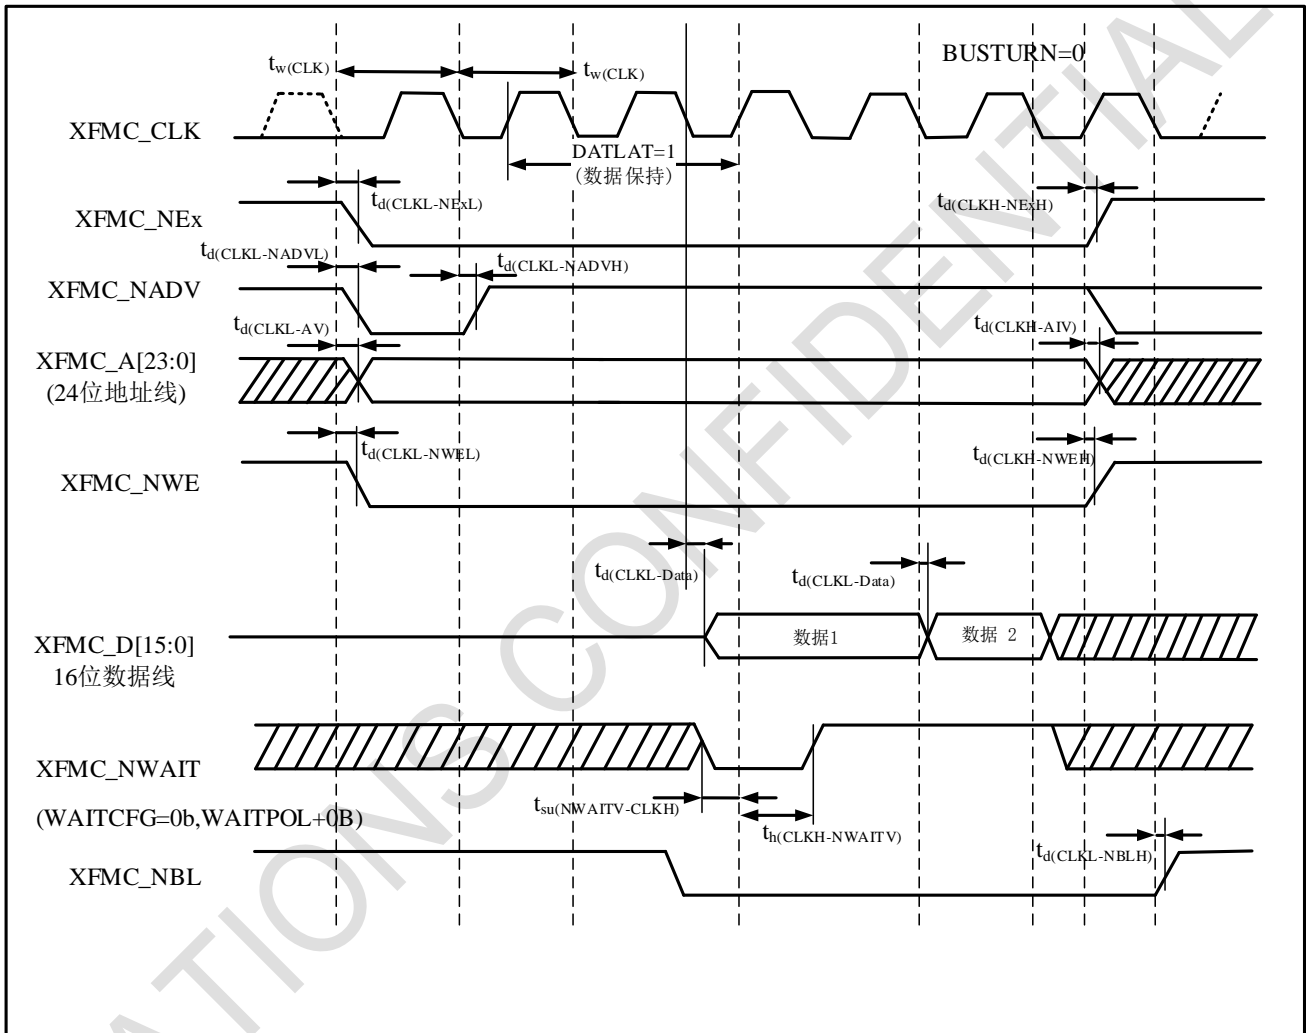 BUSTURN=0
tw(CLK)
tw(CLK)
XFMC_CLK
DATLAT=1
(数据保持)
td(CLKL-NExL)
td(CLKH-NExH)
XFMC_NEx
td(CLKL-NADVL)
td(CLKL-NADVH)
XFMC_NADV
td(CLKL-AV)
td(CLKH-AIV)
XFMC_A[23:0]
(24位地址线)
td(CLKL-NWEL)
td(CLKH-NWEH)
XFMC_NWE
td(CLKL-Data)
td(CLKL-Data)
XFMC_D[15:0]
16位数据线
数据1
数据 2
XFMC_NWAIT
(WAITCFG=0b,WAITPOL+0B)
tsu(NWAITV-CLKH)
th(CLKH-NWAITV)
td(CLKL-NBLH)
XFMC_NBL
ATIONS CONFIDENTIAL